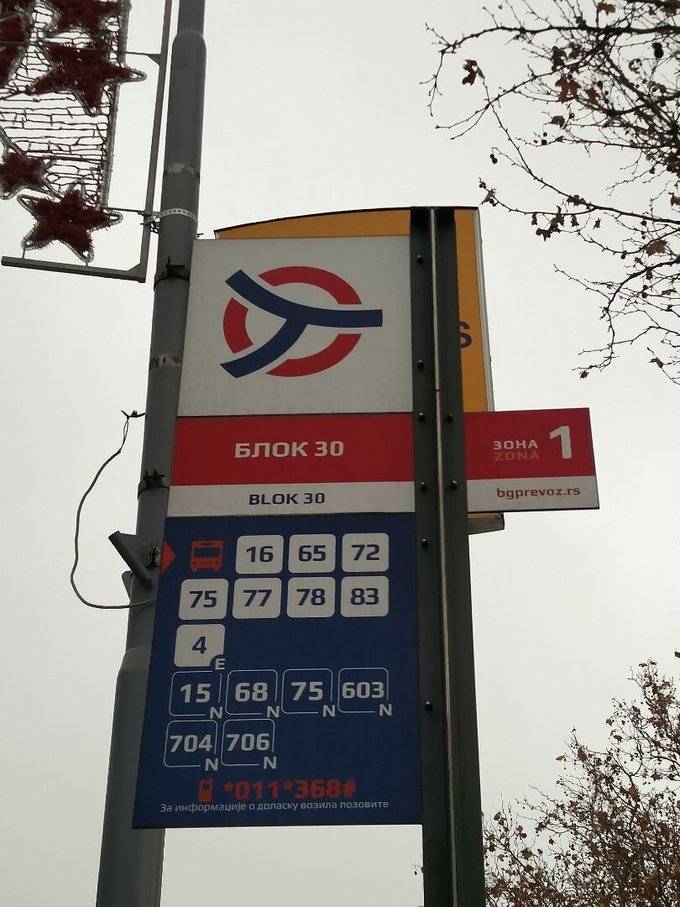 S
БЛОК 30
BLOK 30
ЗОНА 1
ZONA
bgprevoz.rs
16 65 72
75 77 78 83
4 E
15 N 68 N 75 N 603 N
704 N 706 N
*011*368#
За информације о доласку возила позовите